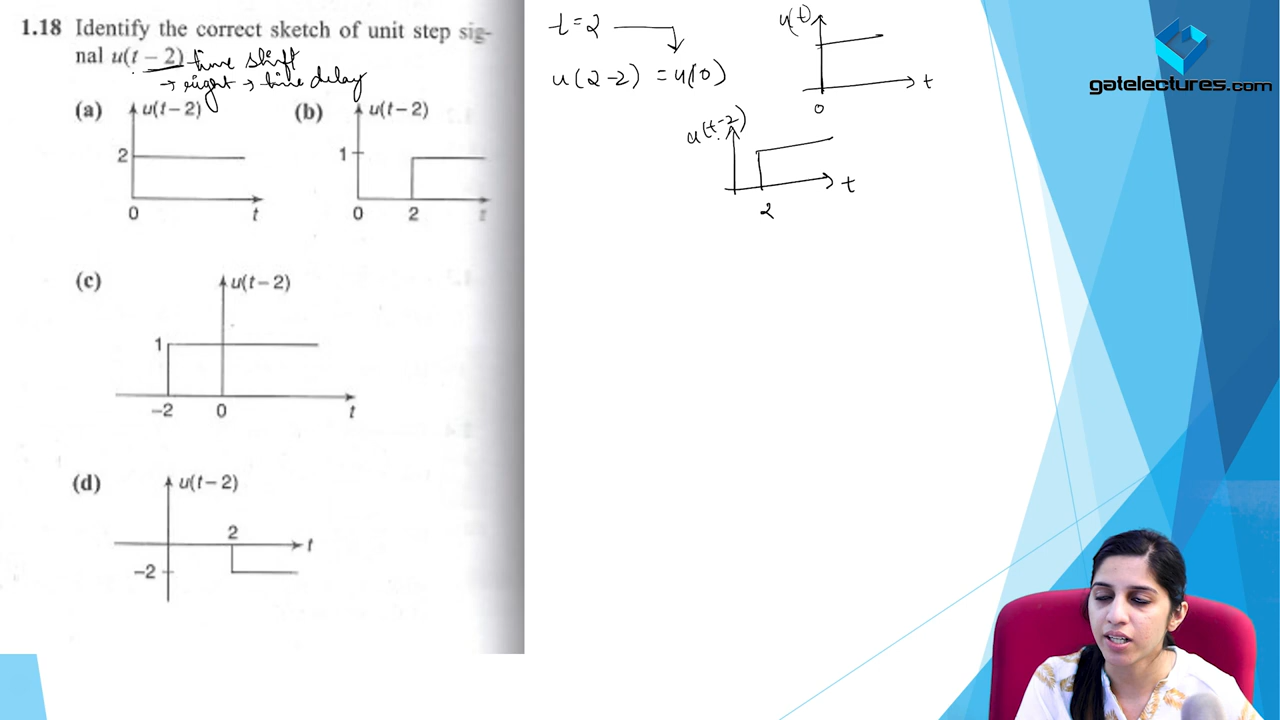 1.18 Identify the correct sketch of unit step sig-
nal u(t – 2) time shift
→ right → time delay
(a) u(t – 2)
2
0 t
(b) u(t – 2)
1
0 2 t
(c) u(t – 2)
1
–2 0 t
(d) u(t – 2)
2
t
–2
t = 2
u(2-2) = u(0)
u(t)
t
0
u(t-2)
t
2
gatelectures.com